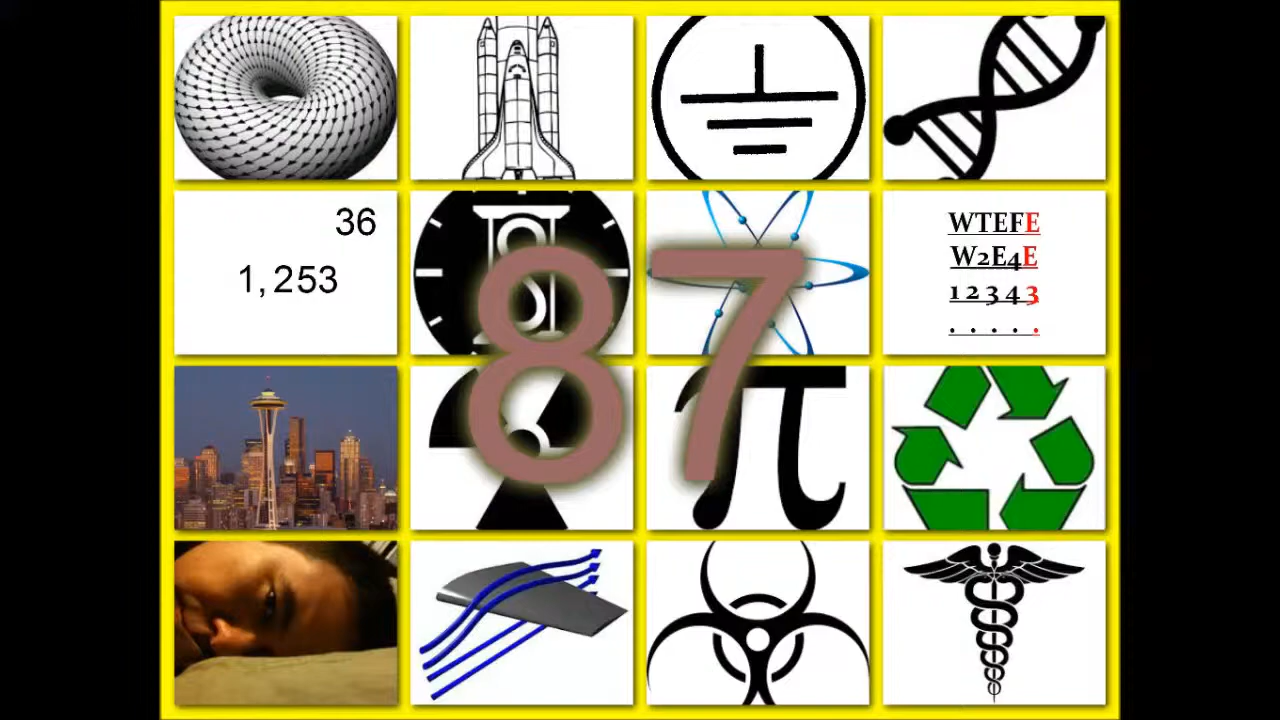 36
1,253
87
WTEFE
W2E4E
12343
. . . . . .
π